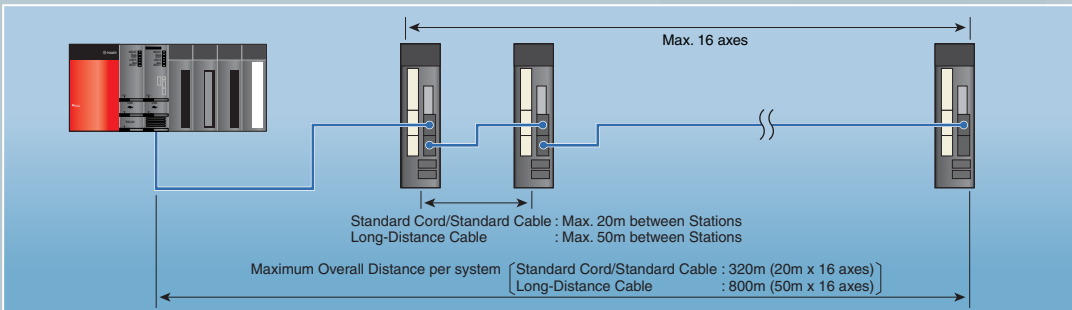 Max. 16 axes
Standard Cord/Standard Cable : Max. 20m between Stations
Long-Distance Cable : Max. 50m between Stations
Maximum Overall Distance per system
Standard Cord/Standard Cable : 320m (20m x 16 axes)
Long-Distance Cable : 800m (50m x 16 axes)